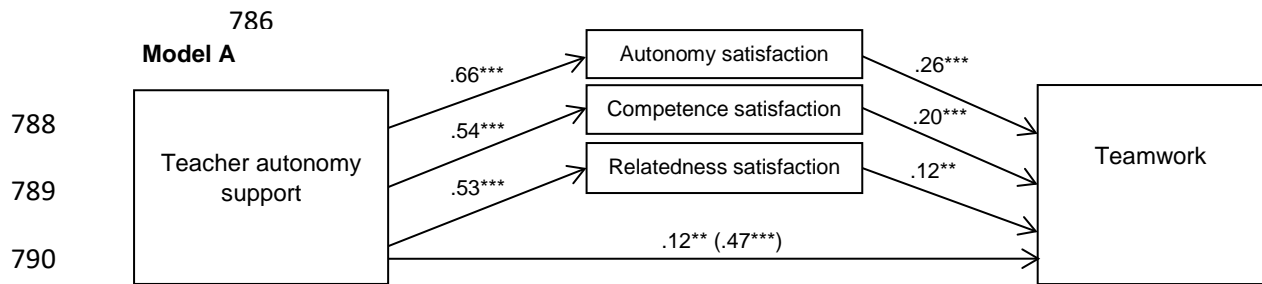 786
Model A
Autonomy satisfaction
.66***
.26***
788
Competence satisfaction
.54***
.20***
Teacher autonomy
support
Teamwork
789
Relatedness satisfaction
.53***
.12**
790
.12** (.47***)